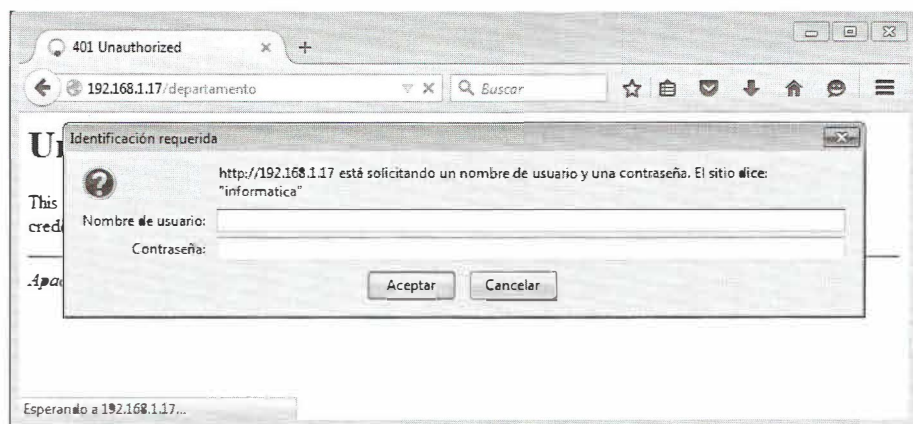 401 Unauthorized
192.168.1.17/departamento
Buscar
Identificación requerida
http://192.168.1.17 está solicitando un nombre de usuario y una contraseña. El sitio dice:
"informatica"
This
Nombre de usuario:
Contraseña:
Aceptar
Cancelar
Esperando a 192.168.1.17...